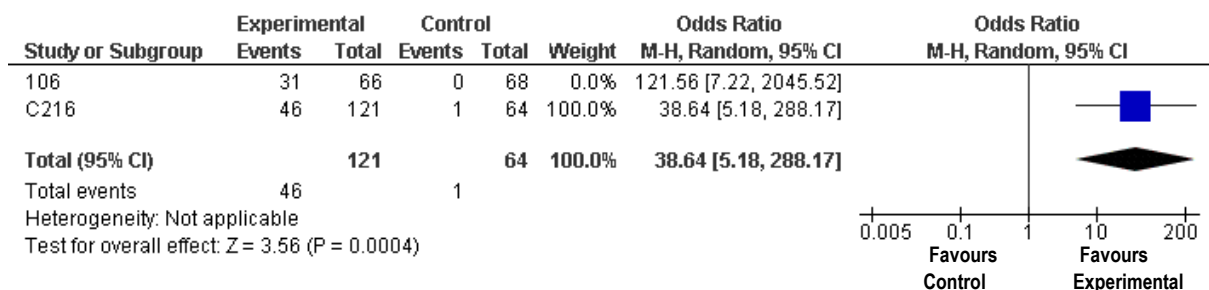 Experimental Control Odds Ratio Odds Ratio
Study or Subgroup Events Total Events Total Weight M-H, Random, 95% CI M-H, Random, 95% CI
106 31 66 0 68 0.0% 121.56 [7.22, 2045.52]
C216 46 121 1 64 100.0% 38.64 [5.18, 288.17]
Total (95% CI) 121 64 100.0% 38.64 [5.18, 288.17]
Total events 46 1
Heterogeneity: Not applicable
Test for overall effect: Z = 3.56 (P = 0.0004)
0.005 0.1 1 10 200
Favours Favours
Control Experimental